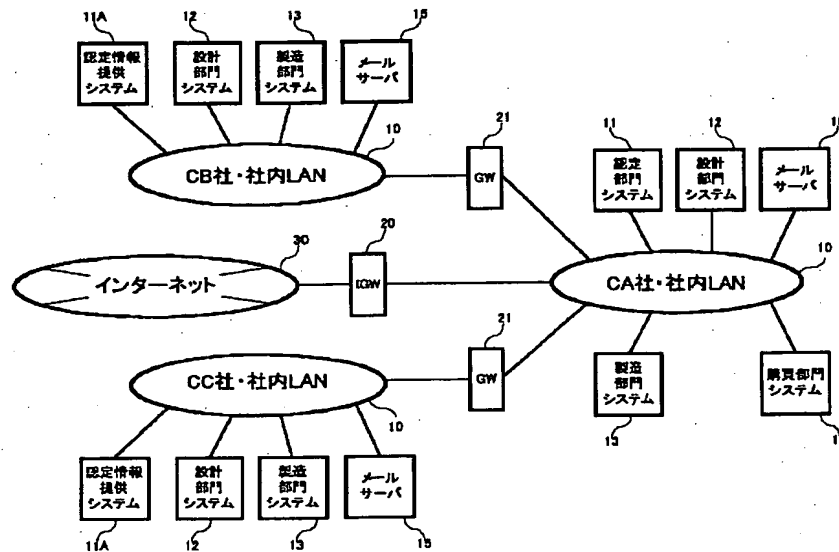 11A
12
13
15
認定情報
提供
システム
設計
部門
システム
製造
部門
システム
メール
サーバ
10
CB社・社内LAN
21
GW
11
12
認定
部門
システム
設計
部門
システム
メール
サーバ
30
インターネット
20
IGW
10
CA社・社内LAN
21
GW
CC社・社内LAN
10
製造
部門
システム
13
購買部門
システム
認定情報
提供
システム
設計
部門
システム
製造
部門
システム
メール
サーバ
11A
12
13
15